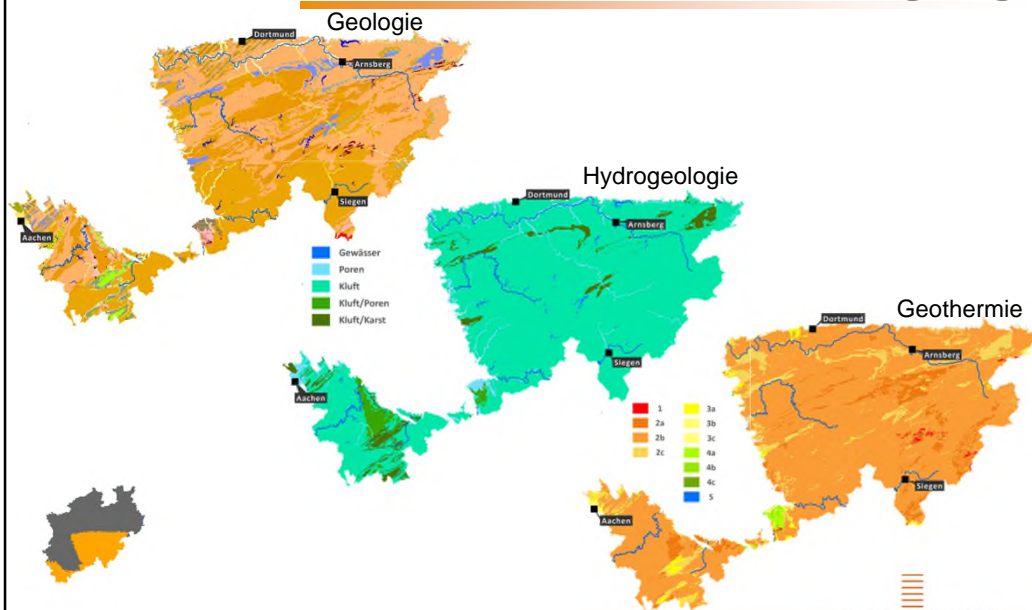 Geologie
Dortmund
Arnsberg
Siegen
Aachen
Hydrogeologie
Dortmund
Arnsberg
Siegen
Aachen
Gewässer
Poren
Kluft
Kluft/Poren
Kluft/Karst
Geothermie
Dortmund
Arnsberg
Siegen
Aachen
1
2a
2b
2c
3a
3b
3c
4a
4b
4c
5